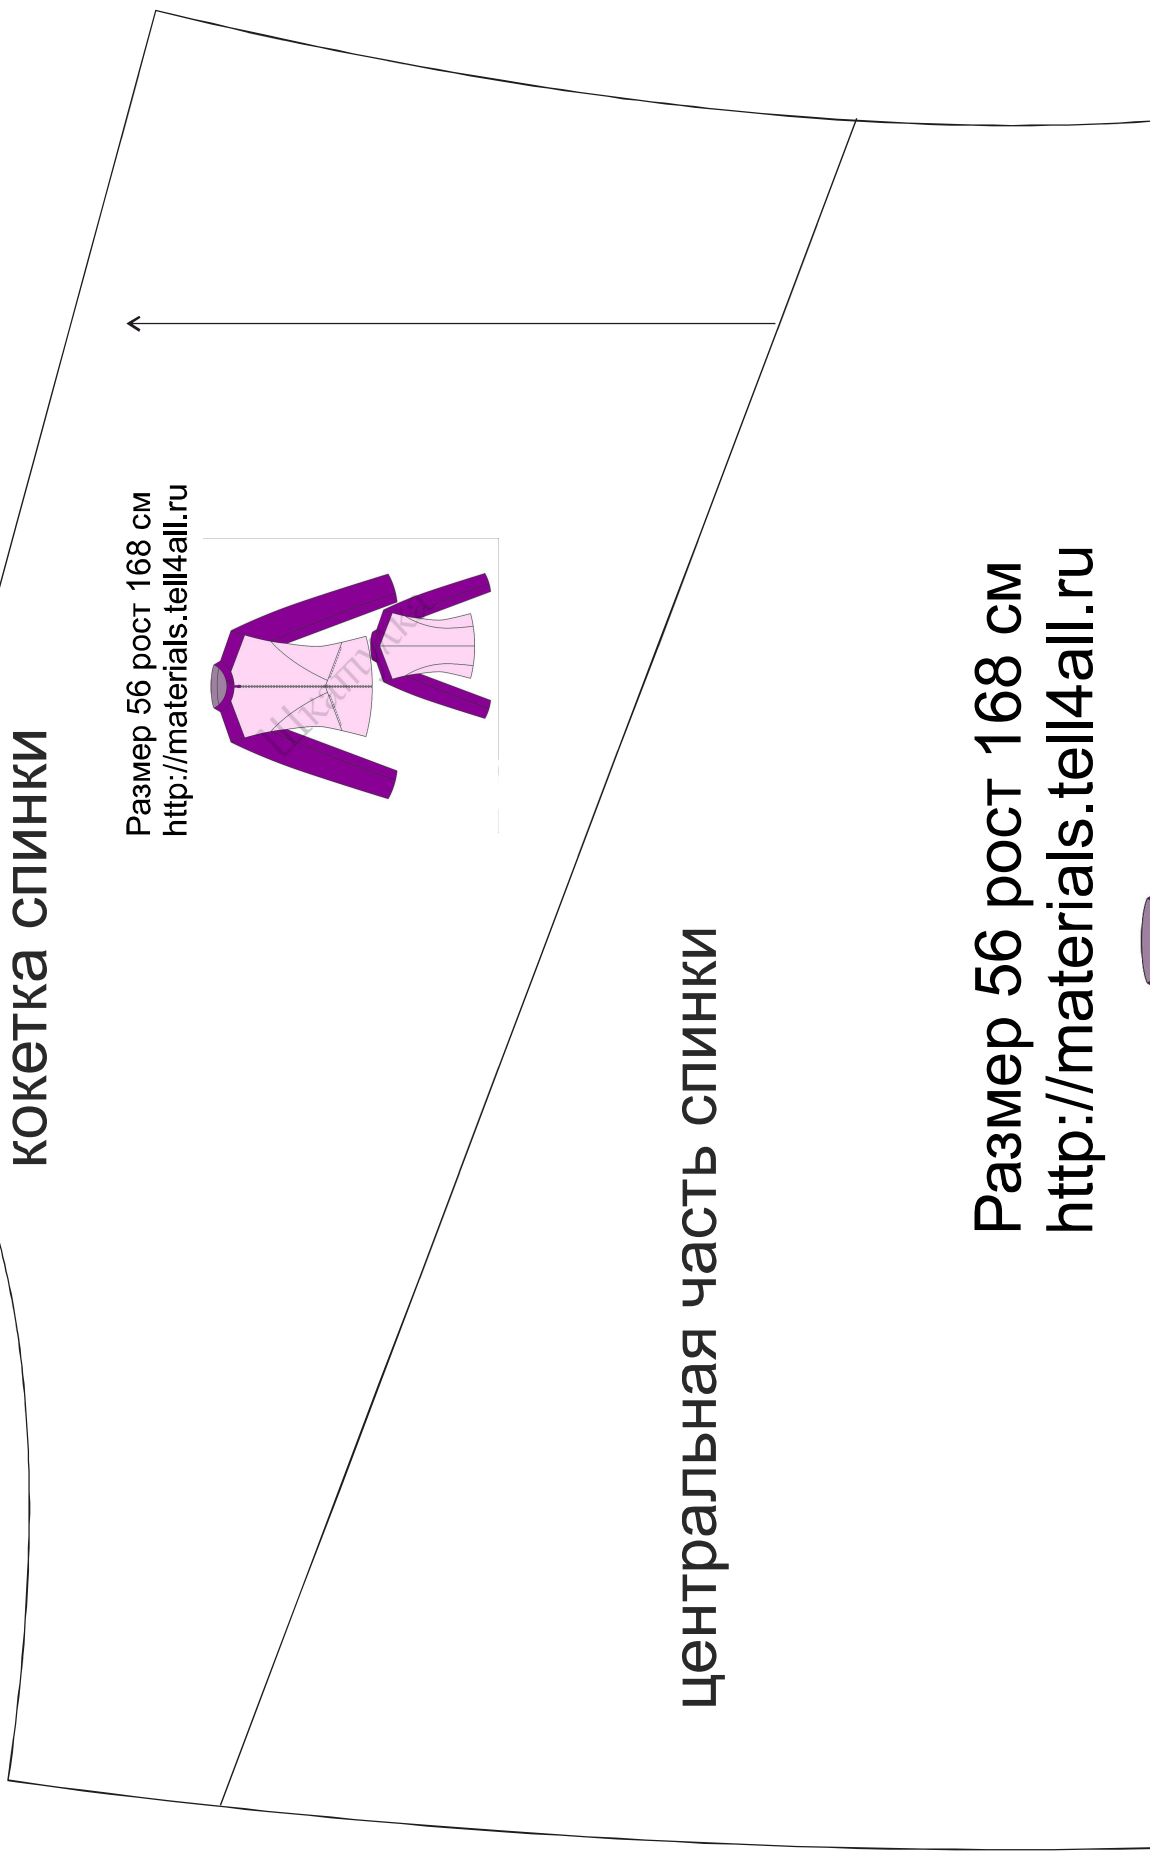 кокетка спинки
Размер 56 рост 168 см
http://materials.tell4all.ru
Шкатулка
центральная часть спинки
Размер 56 рост 168 см
http://materials.tell4all.ru